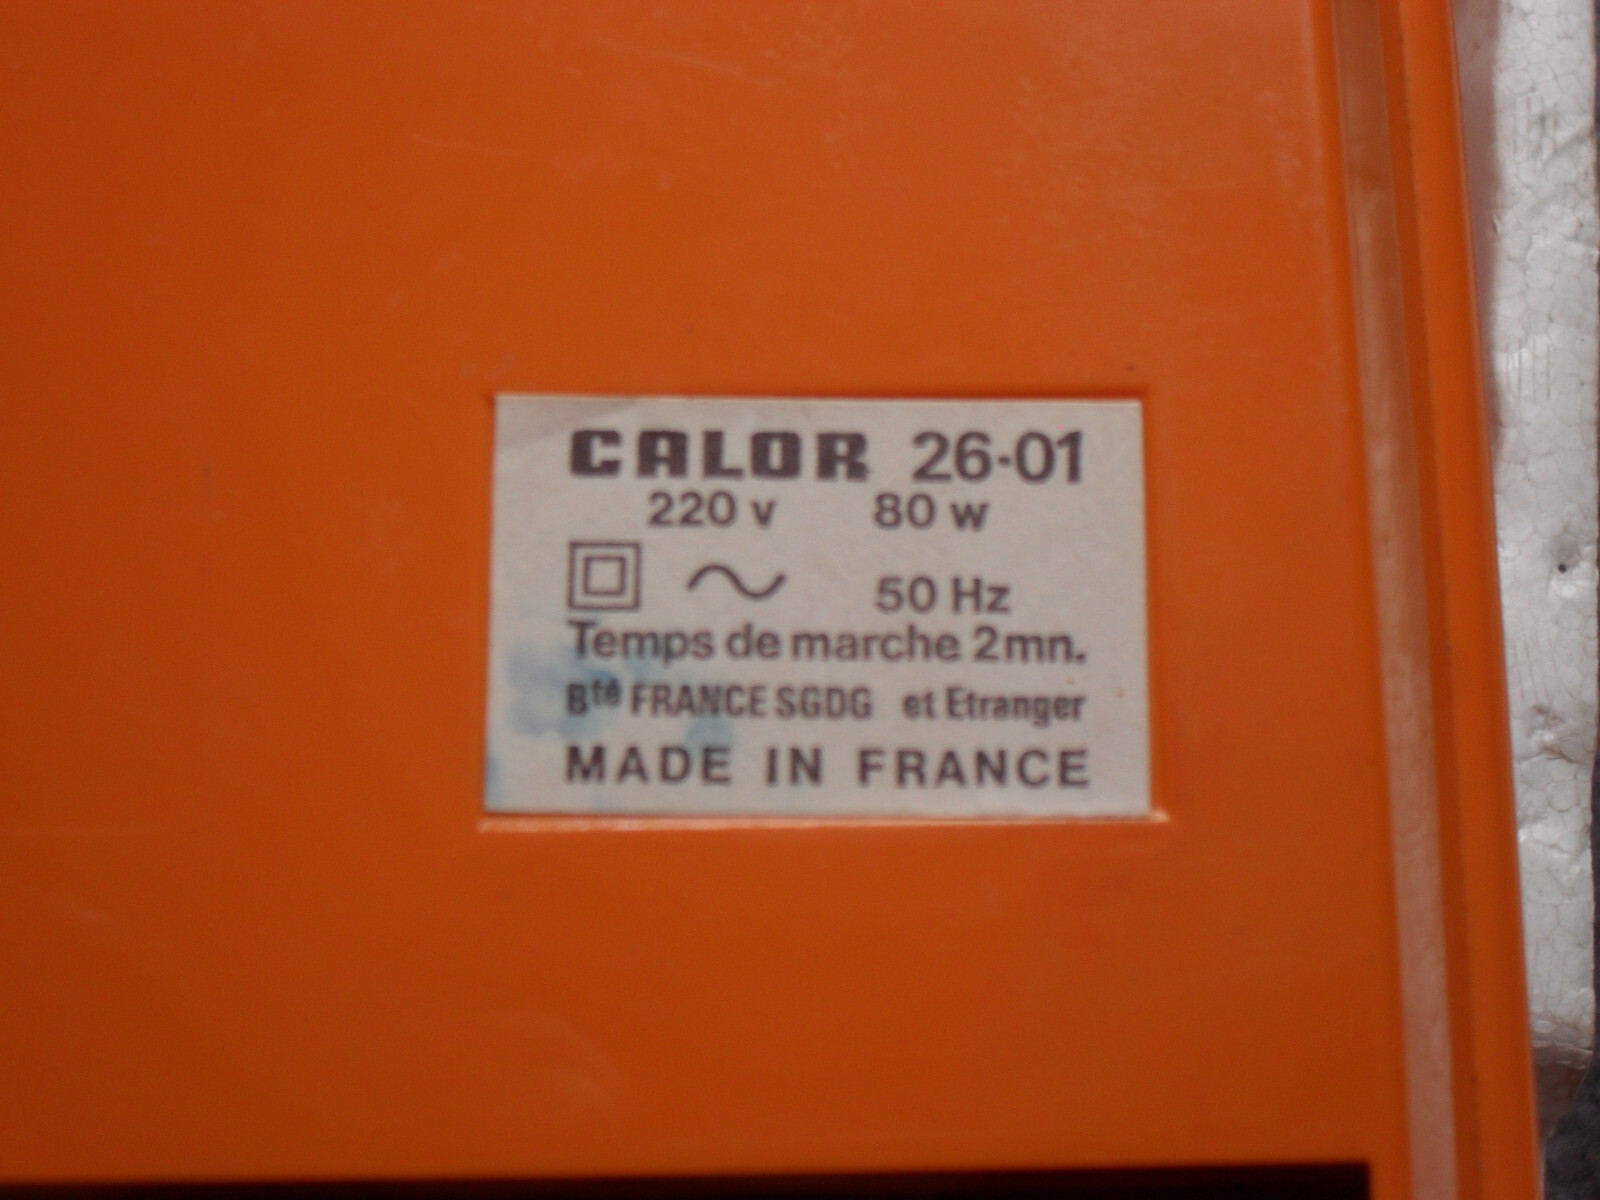 CALOR 26-01
220 v 80 w
50 Hz
Temps de marche 2mn.
Bté FRANCE SGDG et Etranger
MADE IN FRANCE